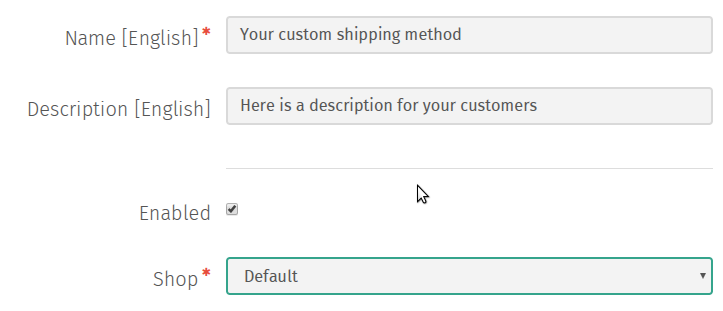 Name [English] * Your custom shipping method
Description [English] Here is a description for your customers
Enabled
Shop * Default